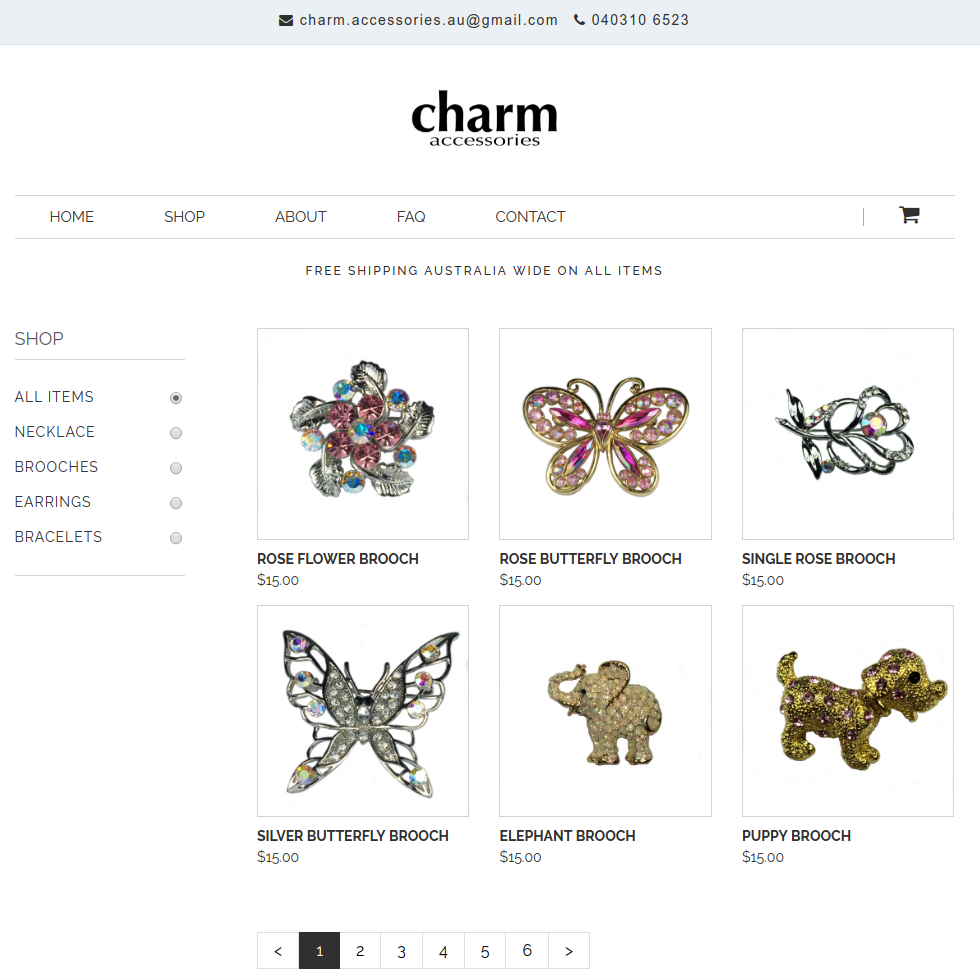 charm.accessories.au@gmail.com 040310 6523
charm
accessories
HOME SHOP ABOUT FAQ CONTACT
FREE SHIPPING AUSTRALIA WIDE ON ALL ITEMS
SHOP
ALL ITEMS
NECKLACE
BROOCHES
EARRINGS
BRACELETS
ROSE FLOWER BROOCH
$15.00
ROSE BUTTERFLY BROOCH
$15.00
SINGLE ROSE BROOCH
$15.00
SILVER BUTTERFLY BROOCH
$15.00
ELEPHANT BROOCH
$15.00
PUPPY BROOCH
$15.00
< 1 2 3 4 5 6 >